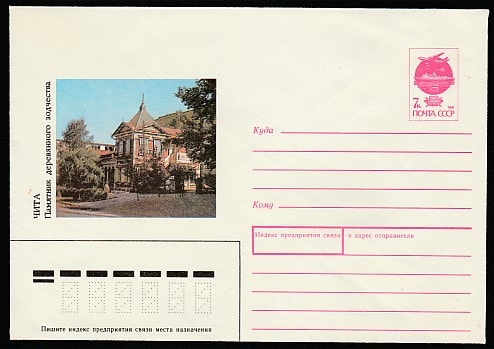 ЧИТА
Памятник деревянного зодчества
7к
ПОЧТА СССР
Куда
Кому
Индекс предприятия связи и адрес отправителя
Пишите индекс предприятия связи места назначения